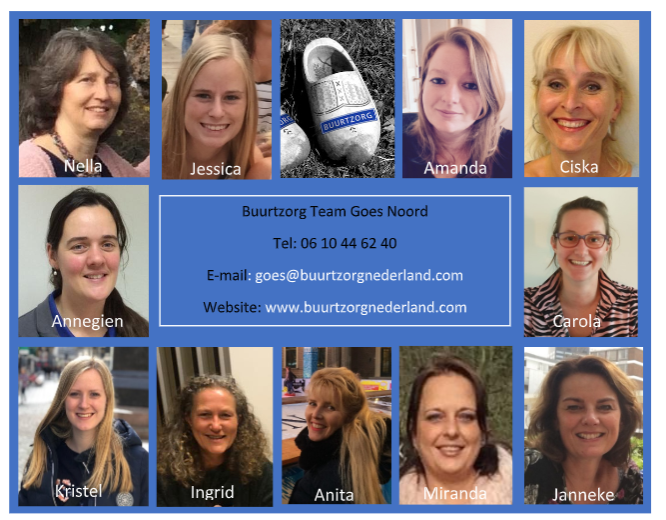 Nella
Jessica
BUURTZORG
Amanda
Ciska
Annegien
Buurtzorg Team Goes Noord
Tel: 06 10 44 62 40
E-mail: goes@buurtzorgnederland.com
Website: www.buurtzorgnederland.com
Carola
Kristel
Ingrid
Anita
Miranda
Janneke